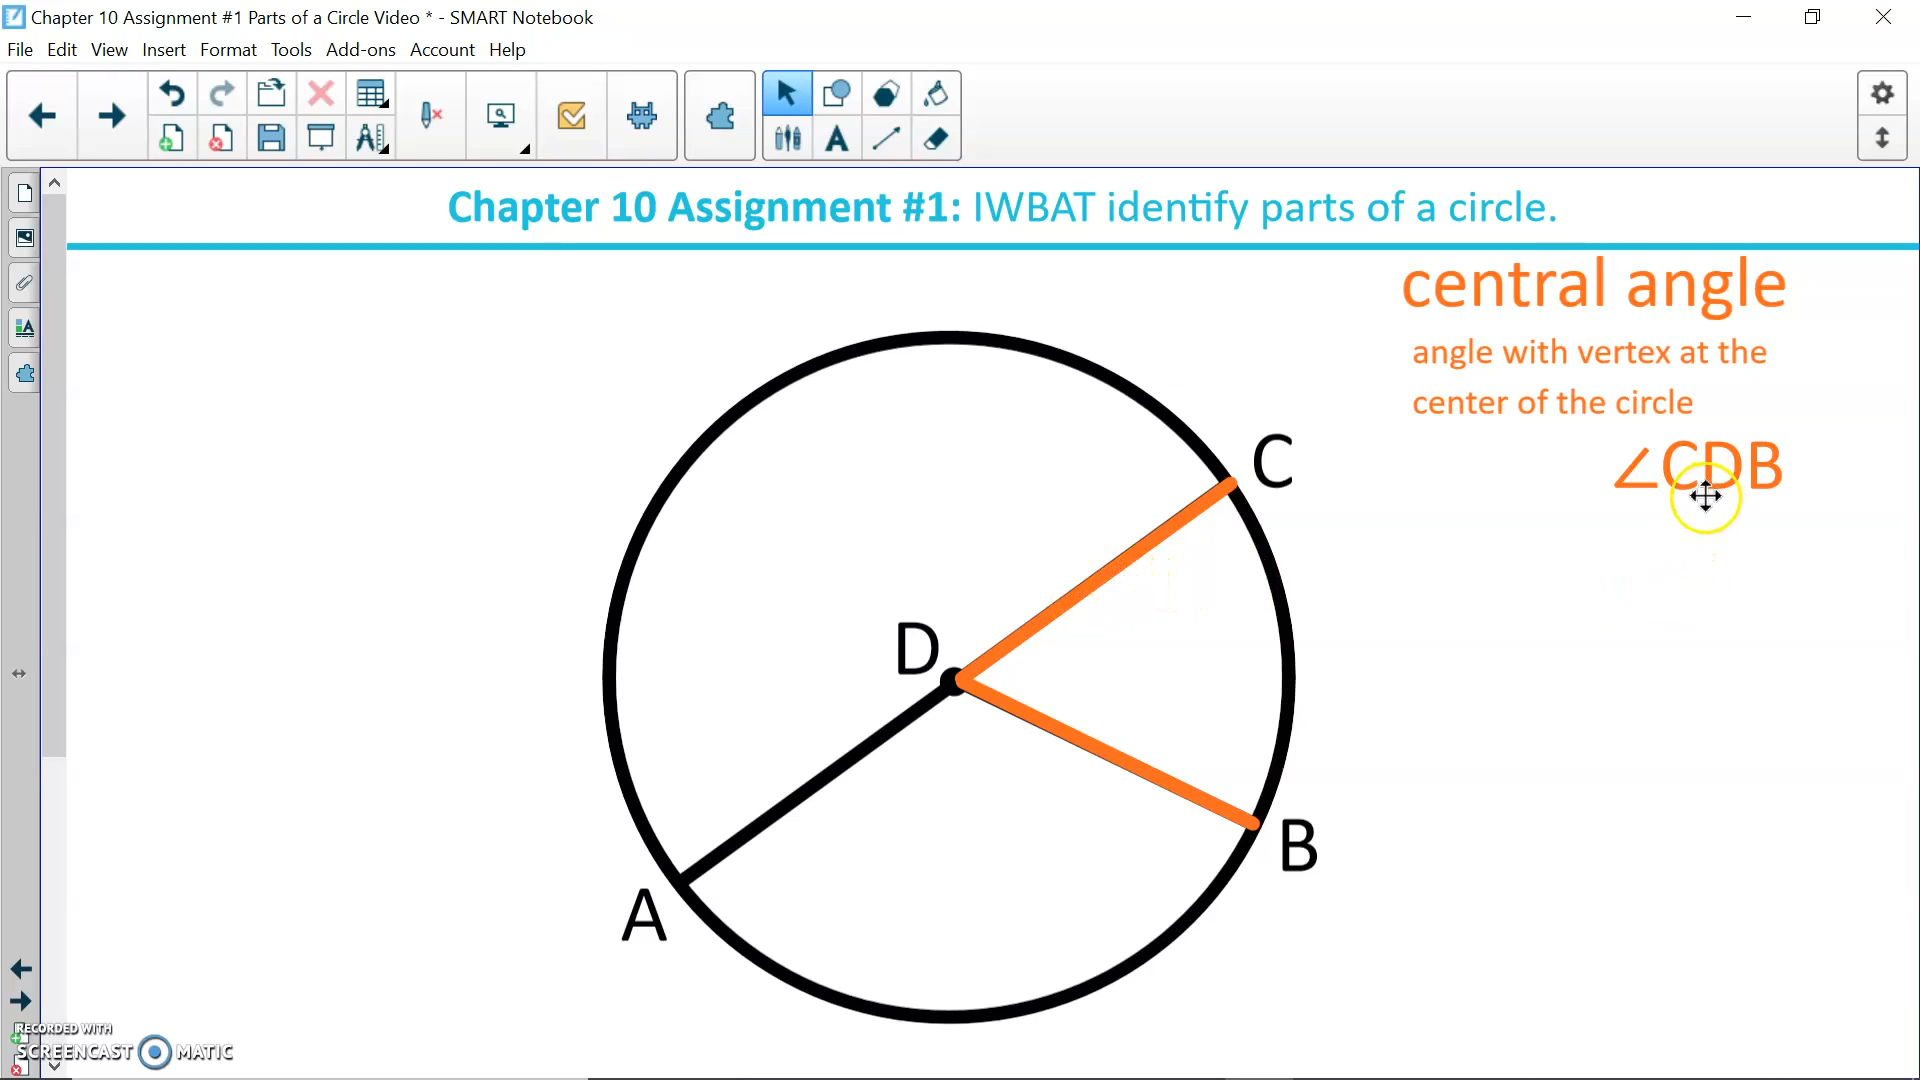 Chapter 10 Assignment #1 Parts of a Circle Video * - SMART Notebook
File Edit View Insert Format Tools Add-ons Account Help
Chapter 10 Assignment #1: IWBAT identify parts of a circle.
central angle
angle with vertex at the
center of the circle
∠CDB
C
D
B
A
RECORDED WITH
SCREENCAST MATIC